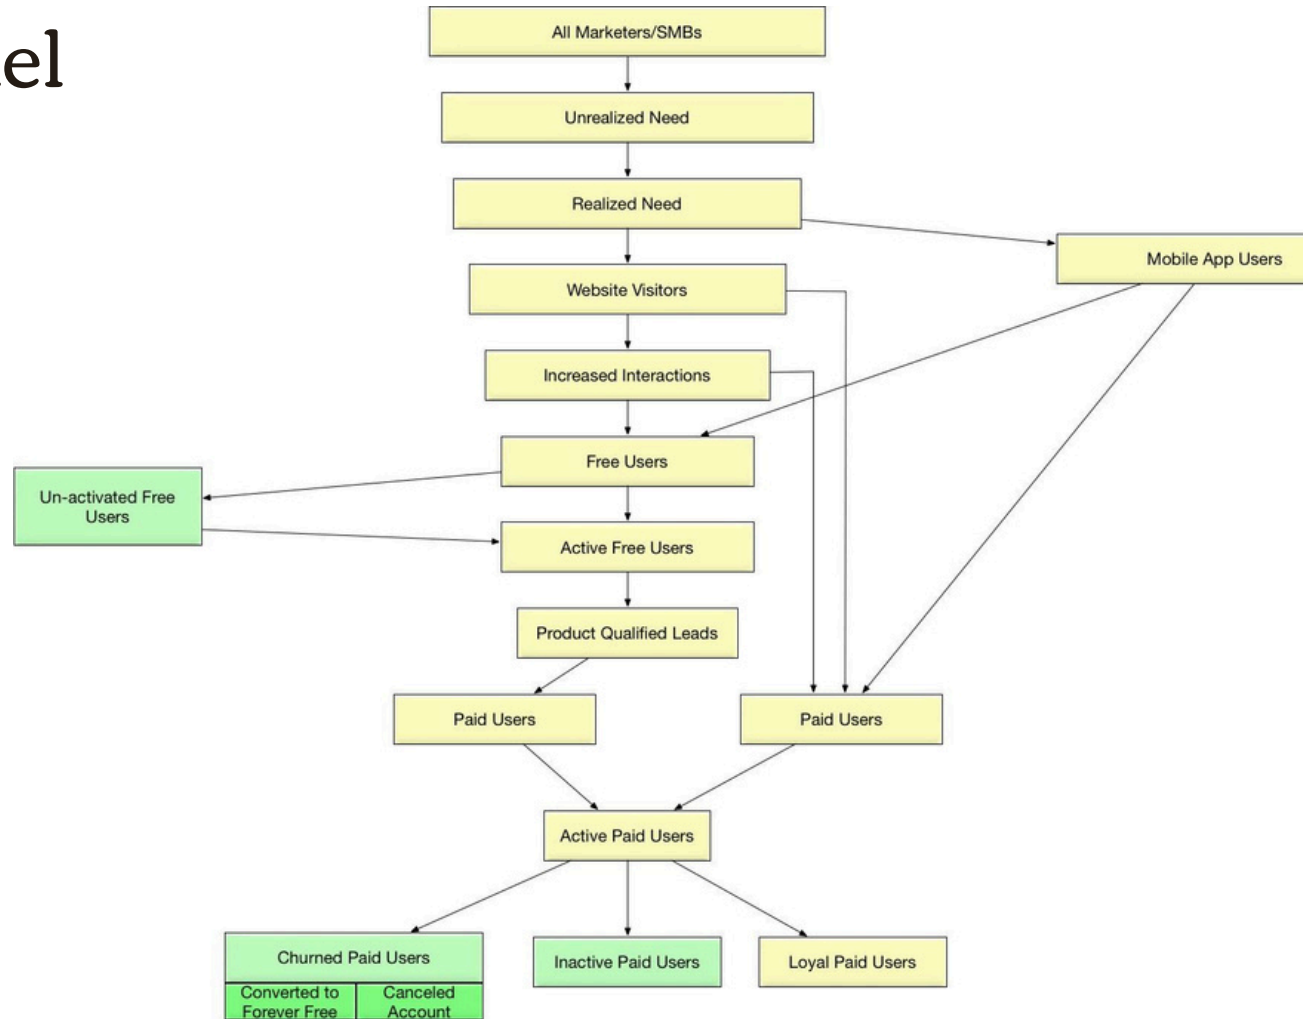 el
All Marketers/SMBs
Unrealized Need
Realized Need
Mobile App Users
Website Visitors
Increased Interactions
Free Users
Un-activated Free
Users
Active Free Users
Product Qualified Leads
Paid Users
Paid Users
Active Paid Users
Churned Paid Users
Converted to
Forever Free
Canceled
Account
Inactive Paid Users
Loyal Paid Users